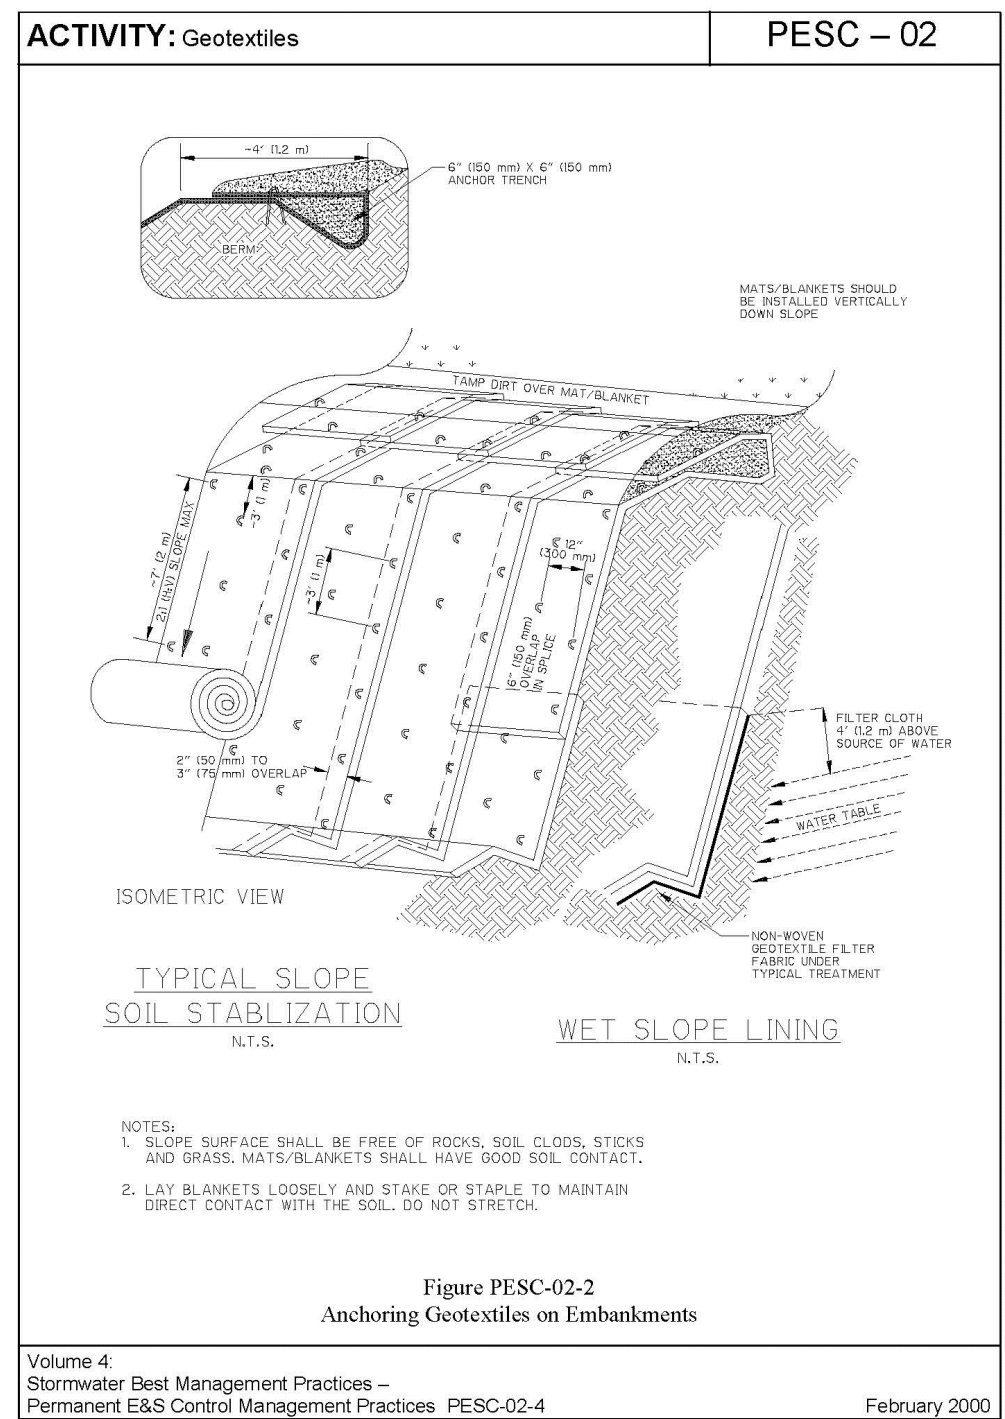 ACTIVITY: Geotextiles
PESC – 02
~4' (1.2 m)
6" (150 mm) X 6" (150 mm)
ANCHOR TRENCH
BERM
MATS/BLANKETS SHOULD
BE INSTALLED VERTICALLY
DOWN SLOPE
TAMP DIRT OVER MAT/BLANKET
~3' (1 m)
~7' (2 m)
2:1 (H:V) SLOPE MAX
~3' (1 m)
12"
(300 mm)
6" (150 mm)
OVERLAP
IN SPLICE
2" (50 mm) TO
3" (75 mm) OVERLAP
FILTER CLOTH
4' (1.2 m) ABOVE
SOURCE OF WATER
WATER TABLE
ISOMETRIC VIEW
NON-WOVEN
GEOTEXTILE FILTER
FABRIC UNDER
TYPICAL TREATMENT
TYPICAL SLOPE
SOIL STABLIZATION
N.T.S.
WET SLOPE LINING
N.T.S.
NOTES:
1. SLOPE SURFACE SHALL BE FREE OF ROCKS, SOIL CLODS, STICKS
AND GRASS. MATS/BLANKETS SHALL HAVE GOOD SOIL CONTACT.
2. LAY BLANKETS LOOSELY AND STAKE OR STAPLE TO MAINTAIN
DIRECT CONTACT WITH THE SOIL. DO NOT STRETCH.
Figure PESC-02-2
Anchoring Geotextiles on Embankments
Volume 4:
Stormwater Best Management Practices –
Permanent E&S Control Management Practices PESC-02-4
February 2000